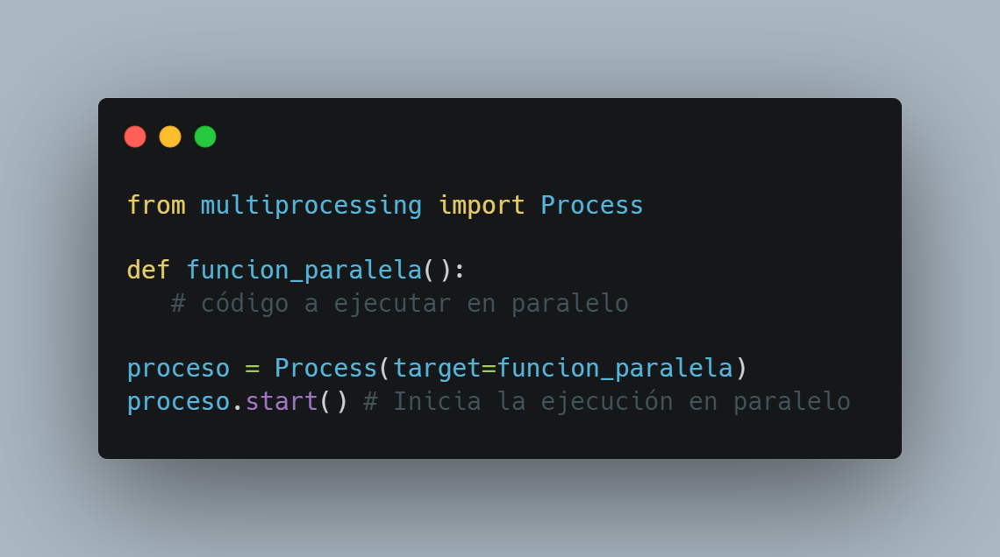 from multiprocessing import Process
def funcion_paralela():
# código a ejecutar en paralelo
proceso = Process(target=funcion_paralela)
proceso.start() # Inicia la ejecución en paralelo